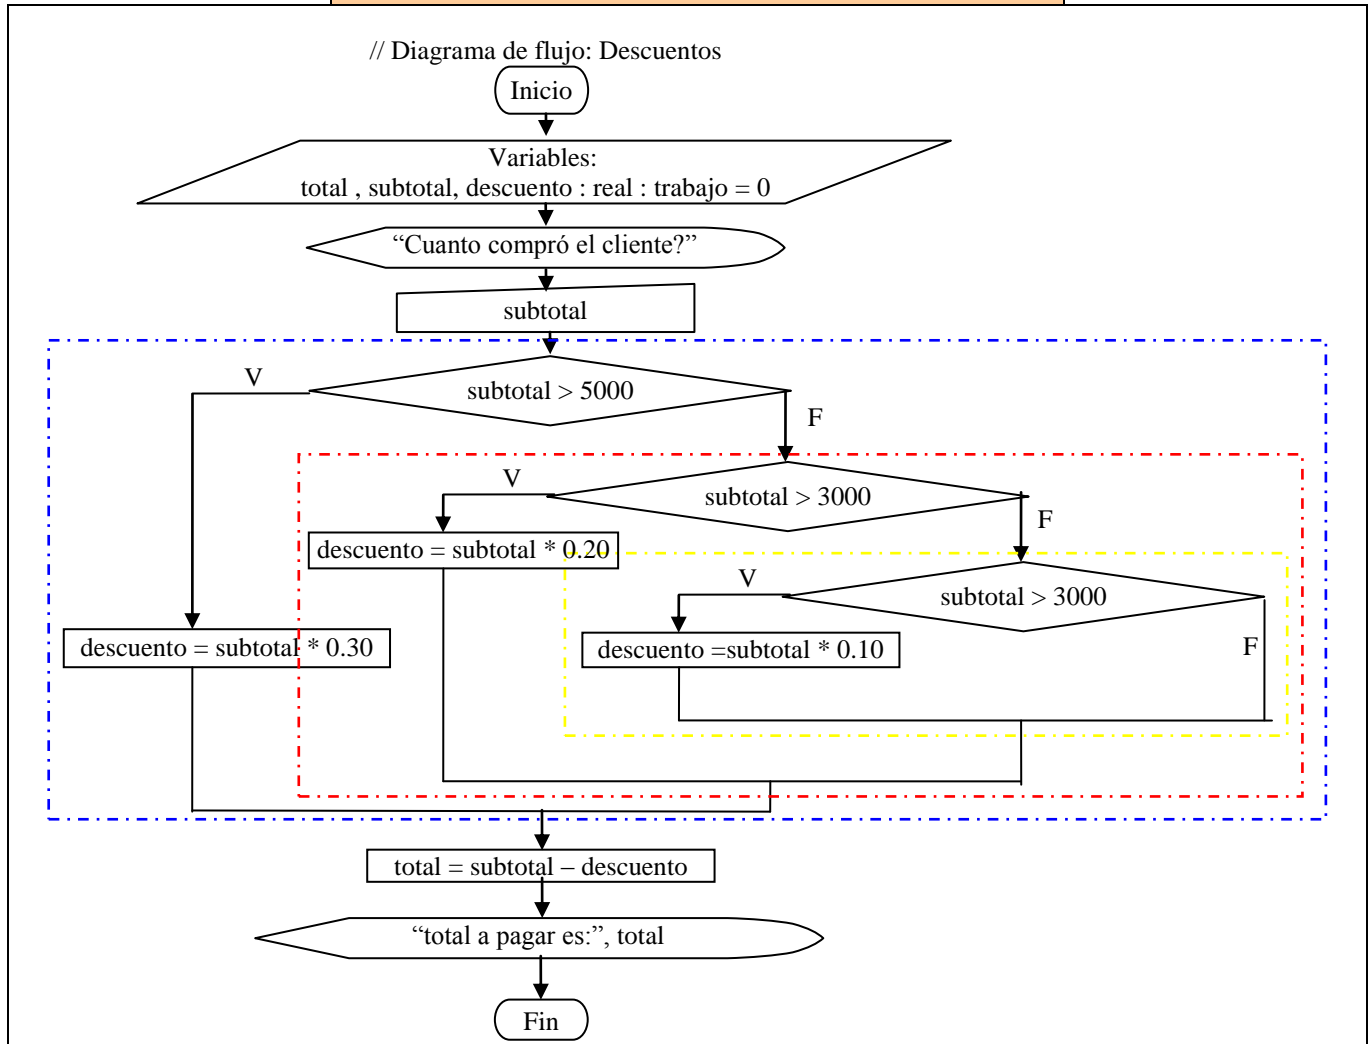 // Diagrama de flujo: Descuentos
Inicio
Variables:
total , subtotal, descuento : real : trabajo = 0
“Cuanto compró el cliente?”
subtotal
V
subtotal > 5000
F
V
subtotal > 3000
F
descuento = subtotal * 0.20
V
subtotal > 3000
F
descuento = subtotal * 0.30
descuento =subtotal * 0.10
total = subtotal – descuento
“total a pagar es:”, total
Fin